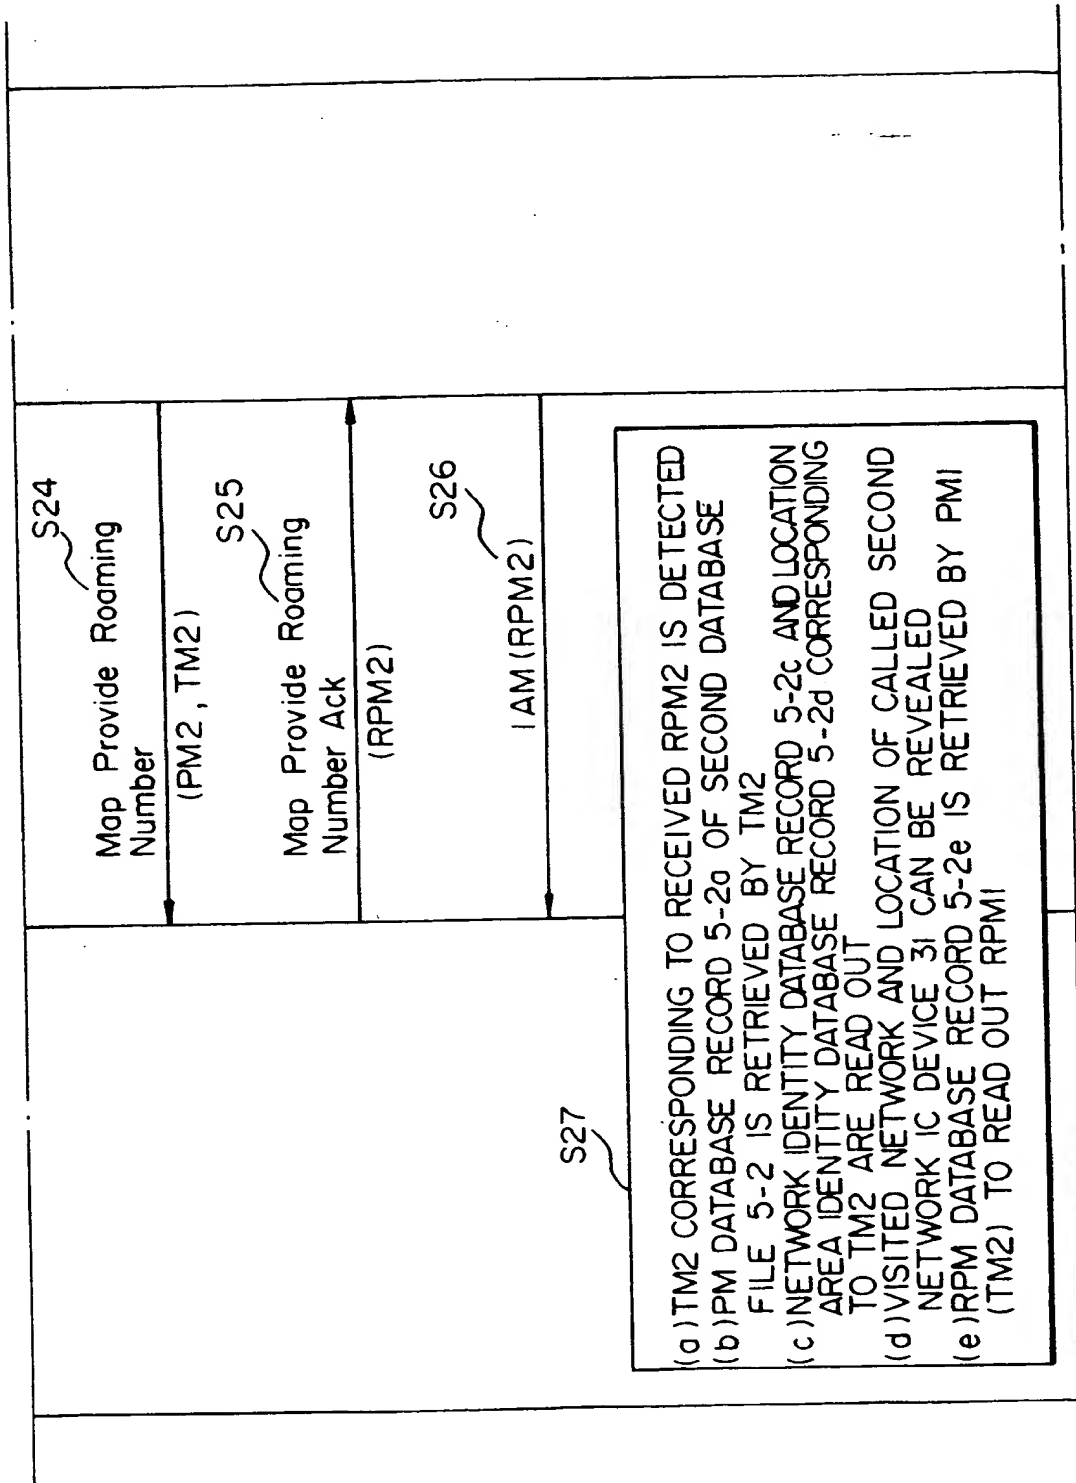 S24
Map Provide Roaming
Number
(PM2, TM2)
S25
Map Provide Roaming
Number Ack
(RPM2)
S26
IAM(RPM2)
S27
(a)TM2 CORRESPONDING TO RECEIVED RPM2 IS DETECTED
(b)PM DATABASE RECORD 5-2a OF SECOND DATABASE
FILE 5-2 IS RETRIEVED BY TM2
(c)NETWORK IDENTITY DATABASE RECORD 5-2c AND LOCATION
AREA IDENTITY DATABASE RECORD 5-2d CORRESPONDING
TO TM2 ARE READ OUT
(d)VISITED NETWORK AND LOCATION OF CALLED SECOND
NETWORK IC DEVICE 31 CAN BE REVEALED
(e)RPM DATABASE RECORD 5-2e IS RETRIEVED BY PM1
(TM2) TO READ OUT RPM1